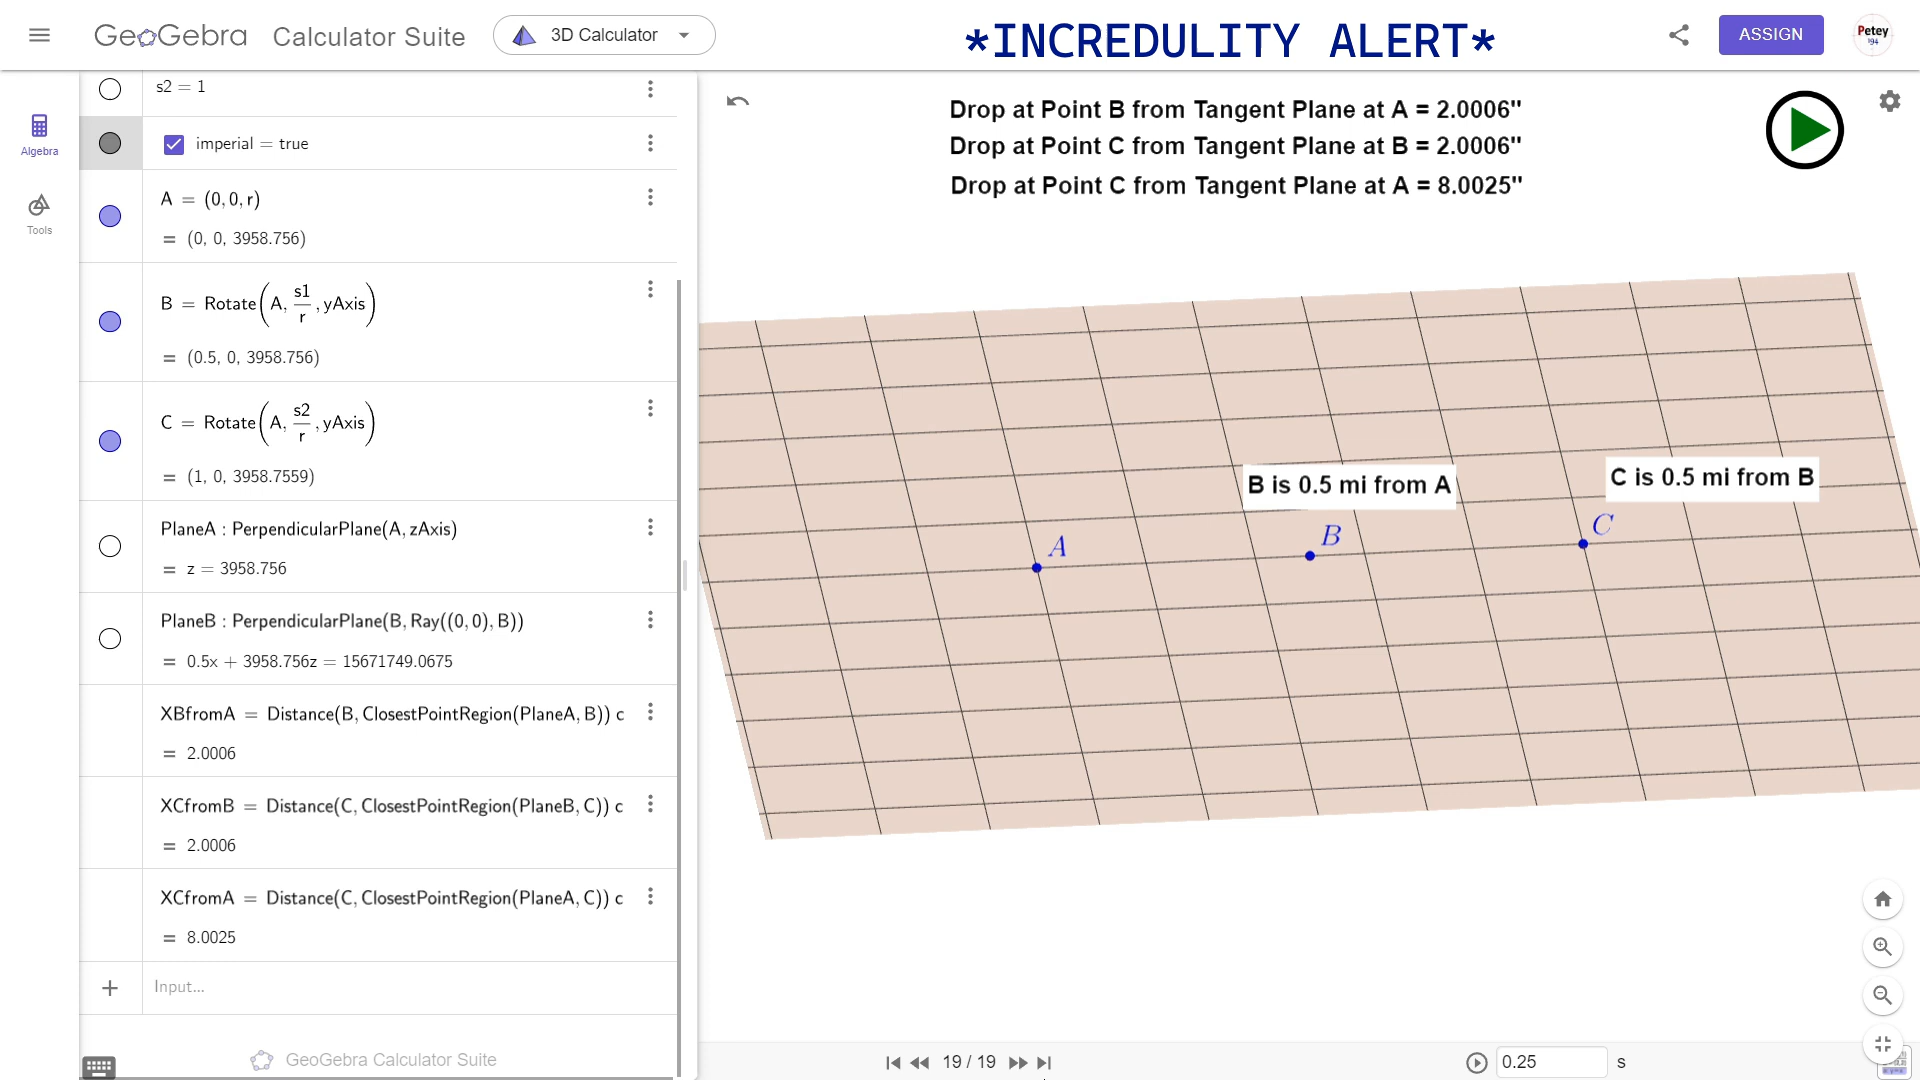 GeoGebra Calculator Suite 3D Calculator *INCREDULITY ALERT* ASSIGN Petey '94
s2 = 1
imperial = true
A = (0, 0, r)
= (0, 0, 3958.756)
B = Rotate(A, s1/r, yAxis)
= (0.5, 0, 3958.756)
C = Rotate(A, s2/r, yAxis)
= (1, 0, 3958.7559)
PlaneA : PerpendicularPlane(A, zAxis)
= z = 3958.756
PlaneB : PerpendicularPlane(B, Ray((0, 0), B))
= 0.5x + 3958.756z = 15671749.0675
XBfromA = Distance(B, ClosestPointRegion(PlaneA, B)) c
= 2.0006
XCfromB = Distance(C, ClosestPointRegion(PlaneB, C)) c
= 2.0006
XCfromA = Distance(C, ClosestPointRegion(PlaneA, C)) c
= 8.0025
Input...
GeoGebra Calculator Suite
Algebra
Tools
Drop at Point B from Tangent Plane at A = 2.0006"
Drop at Point C from Tangent Plane at B = 2.0006"
Drop at Point C from Tangent Plane at A = 8.0025"
B is 0.5 mi from A
C is 0.5 mi from B
A
B
C
19 / 19
0.25 s